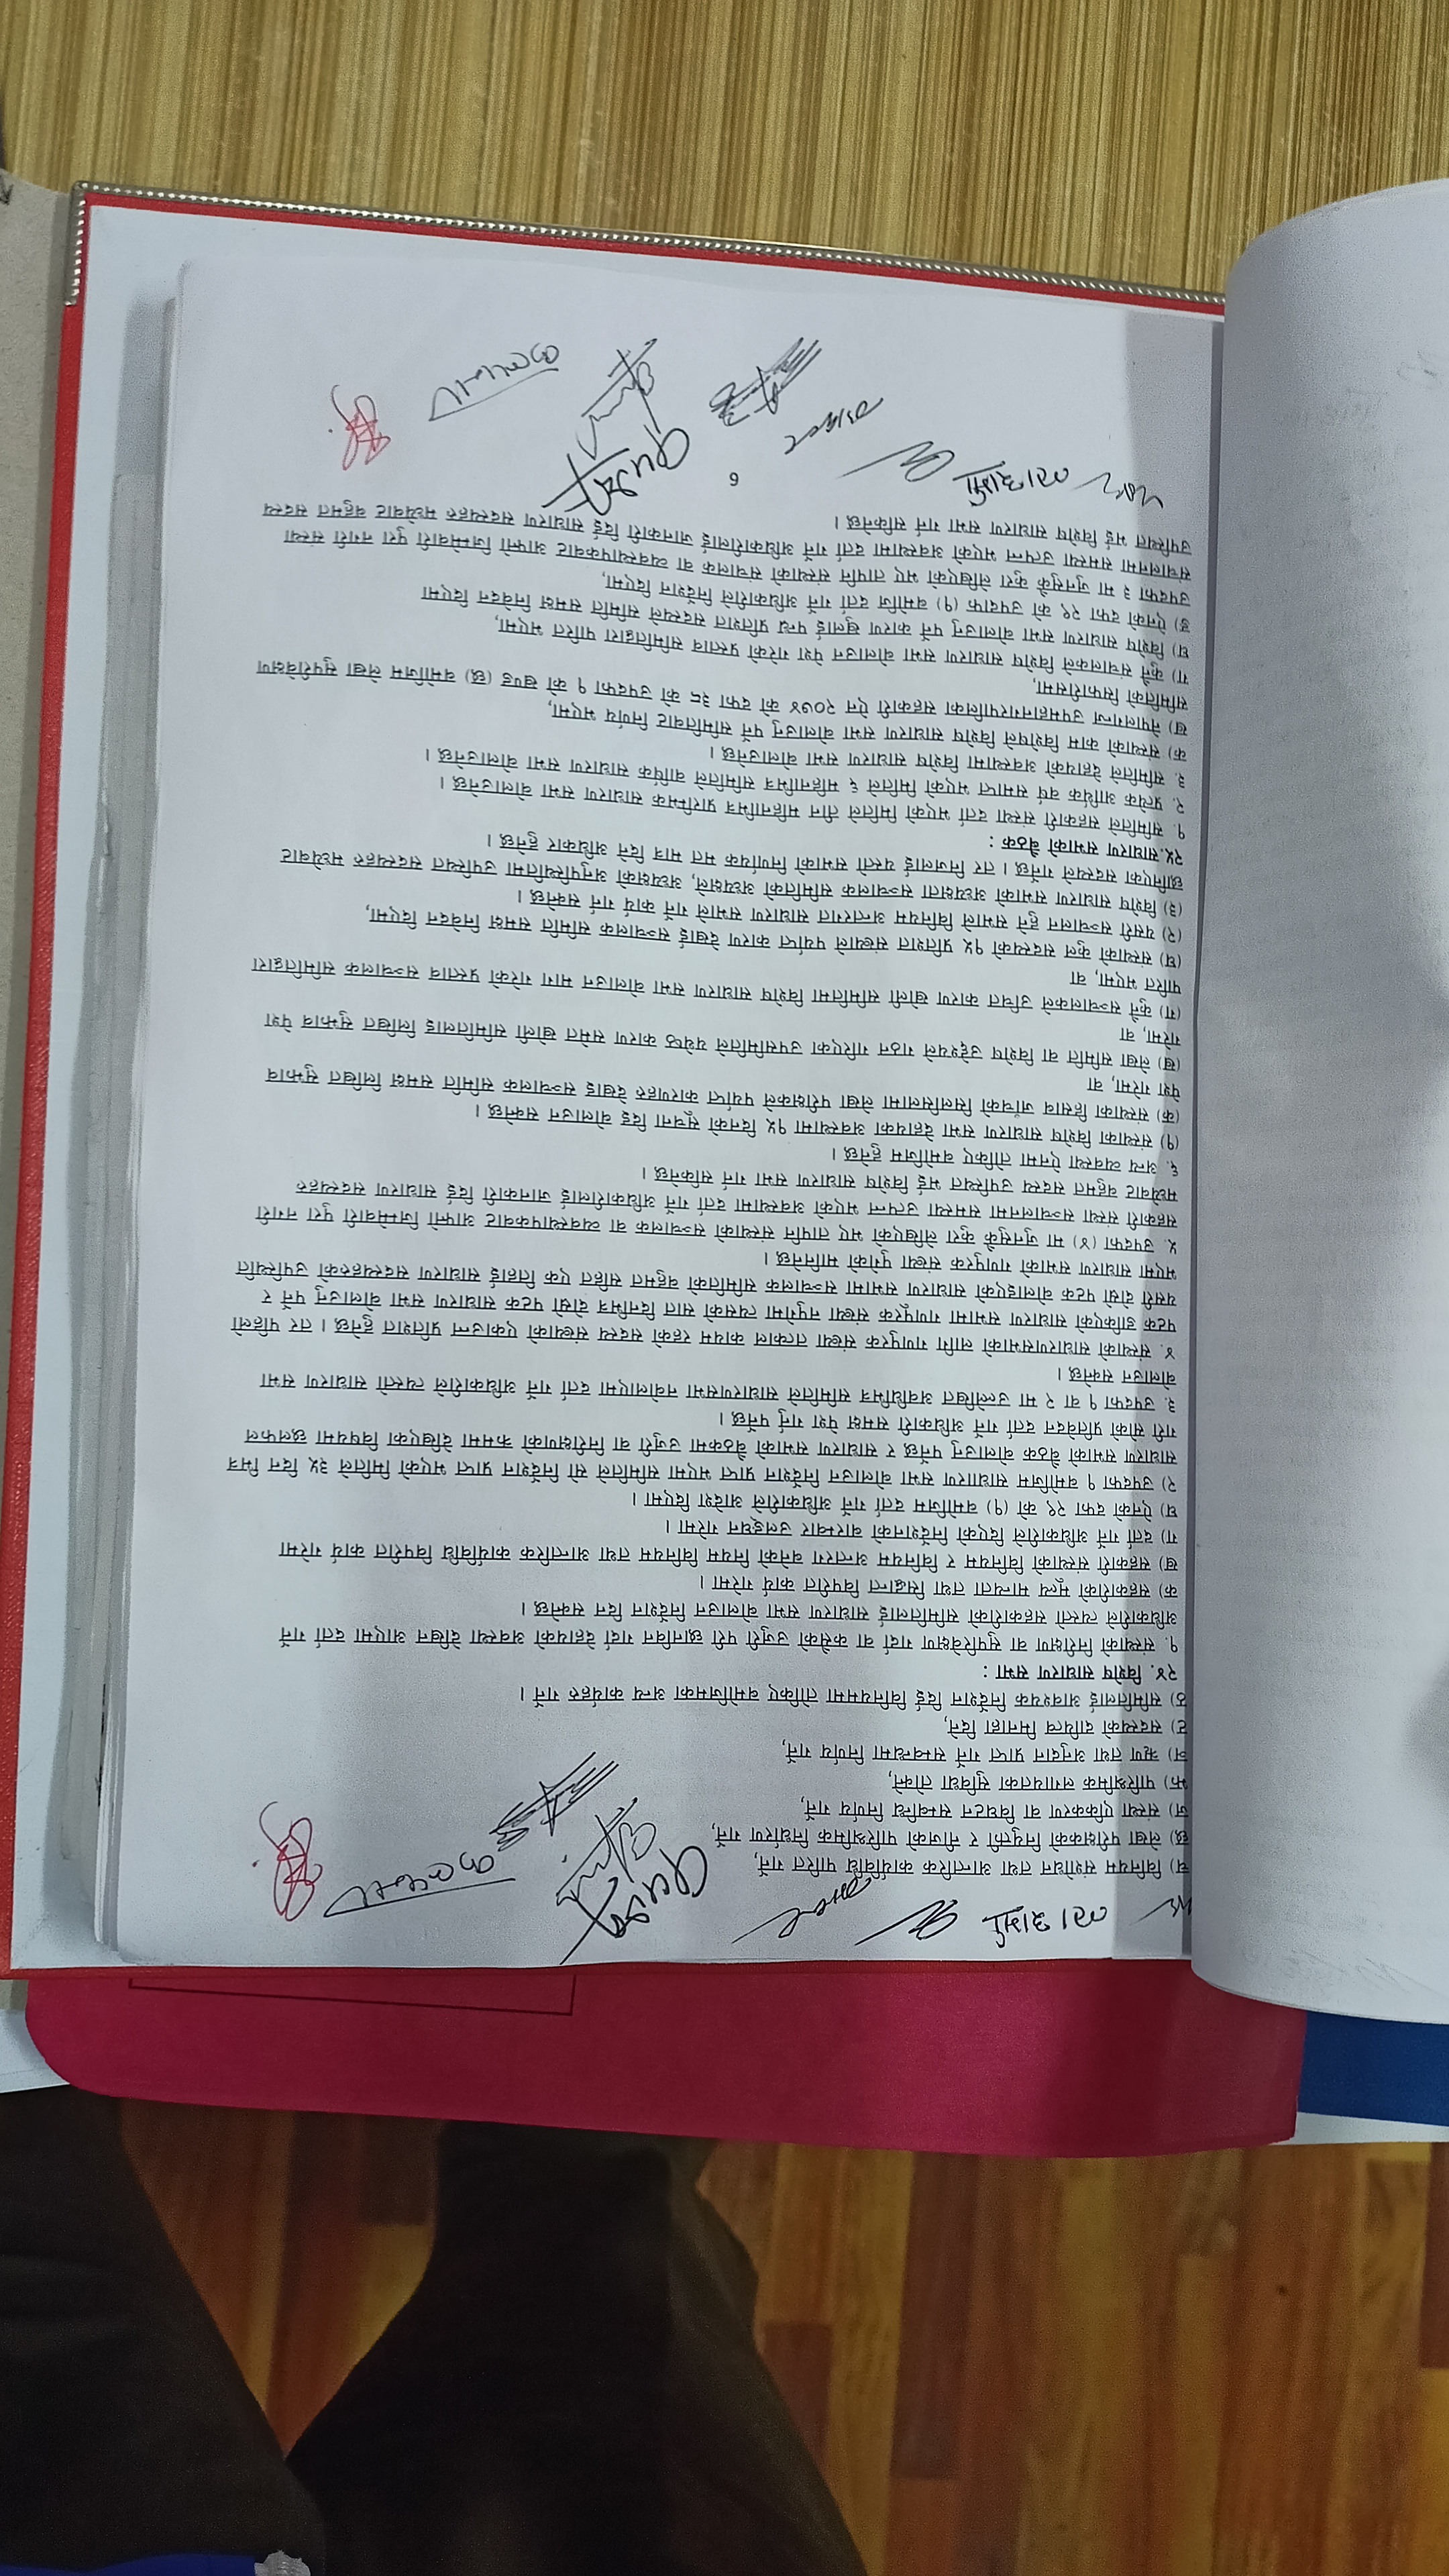 ल्टा शर्मा
कल्पना
च) विनियम संशोधन तथा आन्तरिक कार्यविधि पारित गर्ने,
छ) लेखा परीक्षकको नियुक्ती र नीजको पारिश्रमिक निर्धारण गर्ने,
ज) संस्था एकिकरण वा विघटन सम्बन्धि निर्णय गर्ने,
झ) पारिश्रमिक लगायतका सुविधा तोक्ने,
ञ) ऋण तथा अनुदान प्राप्त गर्ने सम्वन्धमा निर्णय गर्ने,
ट) सदस्यको दायित्व मिनाहा दिने,
ठ) समितिलाई आवश्यक निर्देशन दिई विनियममा तोकिए बमोजिमका अन्य कार्यहरु गर्ने ।
२४. विशेष साधारण सभा :
१. संस्थाको निरीक्षण वा सुपरिवेक्षण गर्दा वा कसैको उजुरी परी छानविन गर्दा देहायको अवस्था देखिन आएमा दर्ता गर्ने
अधिकारीले त्यस्तो सहकारीको समितिलाई साधारण सभा बोलाउन निर्देशन दिन सक्नेछ ।
क) सहकारीको मूल्य मान्यता तथा सिद्धान्त विपरीत कार्य गरेमा ।
ख) सहकारी संस्थाको विनियम र विनियम अन्तरग बनेको नियम विनियम तथा आन्तरिक कार्यविधि विपरीत कार्य गरेमा
ग) दर्ता गर्ने अधिकारीले दिएको निर्देशनको बारम्वार उलङ्घन गरेमा ।
घ) ऐनको दफा २९ को (१) बमोजिम दर्ता गर्ने अधिकारीले आदेश दिएमा ।
२) उपदफा १ बमोजिम साधाारण सभा बोलाउन निर्देशन प्राप्त भएमा समितिले सो निर्देशन प्राप्त भएको मितिले ३५ दिन भित्र
साधारण सभाको बैठक बोलाउनु पर्नेछ र साधारण सभाको बैठकमा उजुरी वा निरीक्षणको क्रममा देखिएका विषयमा छलफल
गरी सोको प्रतिवेदन दर्ता गर्ने अधिकारी समक्ष पेश गर्नु पर्नेछ ।
३. उपदफा १ वा २ मा उल्लेखित अवधिभित्र समितिले साधारणसभा नबोलाएमा दर्ता गर्ने अधिकारीले त्यस्तो साधारण सभा
बोलाउन सक्नेछ ।
४. संस्थाको साधारणसभाको लागि गणपुरक संख्या तत्काल कायम रहको सदस्य संख्याको एकाउन्न प्रतिशत हुनेछ । तर पहिलो
पटक डाकिएको साधारण सभामा गणपूरक संख्या नपुगेमा त्यसको सात दिनभित्र दोस्रो पटक साधारण सभा बोलाउनु पर्ने र
यसरी दोस्रो पटक बोलाइएको साधारण सभामा सञ्चालक समितिको बहुमत सहित एक तिहाई साधारण सदस्यहरुको उपस्थिति
भएमा साधारण सभाको गणपुरक संख्या पुगेको मानिनेछ ।
५. उपदफा (४) मा जुनसुकै कुरा लेखिएको भए तापनि संस्थाको सञ्चालक वा व्यवस्थापकवाट आफ्नो जिम्मेवारी पुरा नगरी
सहकारी संस्था सञ्चालनमा समस्या उत्पन्न भएको अवस्थामा दर्ता गर्ने अधिकारीलाई जानकारी दिई साधारण सदस्यहरु
मध्येबाट बहुमत सदस्य उपस्थित भई विशेष साधारण सभा गर्न सकिनेछ ।
६. अन्य व्यवस्था ऐनमा तोकिए बमोजिम हुनेछ ।
(१) संस्थाका विशेष साधारण सभा देहायका अवस्थामा १५ दिनको सूचना दिइ बोलाउन सक्नेछ ।
(क) संस्थाका हिसाब जाँचको सिलसिलामा लेखा परीक्षकले पर्याप्त कारणहरु देखाइ सञ्चालक समिति समक्ष लिखित सुझाव
पेश गरेमा, वा
(ख) लेखा समिति वा विशेष उद्देश्यले गठन गरिएका उपसमितिले यथेष्ठ कारण समेत खोली समितिलाइ लिखित सुझाव पेश
गरेमा, वा
(ग) कुनै सञ्चालकले उचित कारण खोली समितिमा विशेष साधारण सभा बोलाउन माग गरेको प्रस्ताव सञ्चालक समितिद्वारा
पारित भएमा, वा
(घ) संस्थाको कुल सदस्यको १५ प्रतिशत संख्याले पर्याप्त कारण देखाई सञ्चालक समिति समक्ष निवेदन दिएमा,
(२) यसरी सञ्चालन हुने सभाले विनियम अन्तरगत साधारण सभाले गर्ने कार्य गर्न सक्नेछ ।
(३) विशेष साधारण सभाको अध्यक्षता सञ्चालक समितिको अध्यक्षले, अध्यक्षको अनुपस्थितिमा उपस्थित सदस्यहरु मध्येबाट
छानिएका सदस्यले गर्नेछ । तर निजलाई यस्तो सभाको निर्णायक मत मात्र दिने अधिकार हुनेछ ।
२५.साधारण सभाको बैठक :
१. समितिले सहकारी संस्था दर्ता भएको मितिले तीन महिनाभित्र प्रारम्भिक साधारण सभा बोलाउनेछ ।
२. प्रत्येक आर्थिक वर्ष समाप्त भएको मितिले ६ महिनाभित्र समितिले वार्षिक साधारण सभा बोलाउनेछ ।
३. समितिले देहायको अवस्थामा विशेष साधारण सभा बोलाउनेछ ।
क) संस्थाको काम विशेषले विशेष साधारण सभा बोलाउनु पर्ने समितिबाट निर्णय भएमा,
ख) नेपालगन्ज उपमहानगरपालिका सहकारी ऐन २०७४ को दफा ३८ को उपदफा १ को खण्ड (छ) बमोजिम लेखा सुपरीवेक्षण
समितिको सिफारीसमा,
ग) कुनै संचालकले विशेष साधारण सभा बोलाउन पेश गरेको प्रस्ताव समितिद्वारा पारित भएमा,
घ) विशेष साधारण सभा बोलाउनु पर्ने कारण खुलाई पन्ध्र प्रतिशत सदस्यले समिति समक्ष निवेदन दिएमा
ङ) ऐनको दफा २९ को उपदाफ (१) बमोजि दर्ता गर्ने अधिकारीले निर्देशन दिएमा,
उपदफा ३ मा जुनसुकै कुरा लेखिएको भए तापनि संस्थाको संचालक वा व्यवस्थापकबाट आफ्नो जिम्मेवारी पुरा नगरी संस्था
संचालनमा समस्या उत्पन्न भएको अवस्थामा दर्ता गर्ने अधिकारीलाई जानकारी दिई साधारण सदस्यहरु मध्येबाट बहुमत सदस्य
उपस्थित भई विशेष साधारण सभा गर्न सकिनेछ ।
6
ल्टा शर्मा
कल्पना